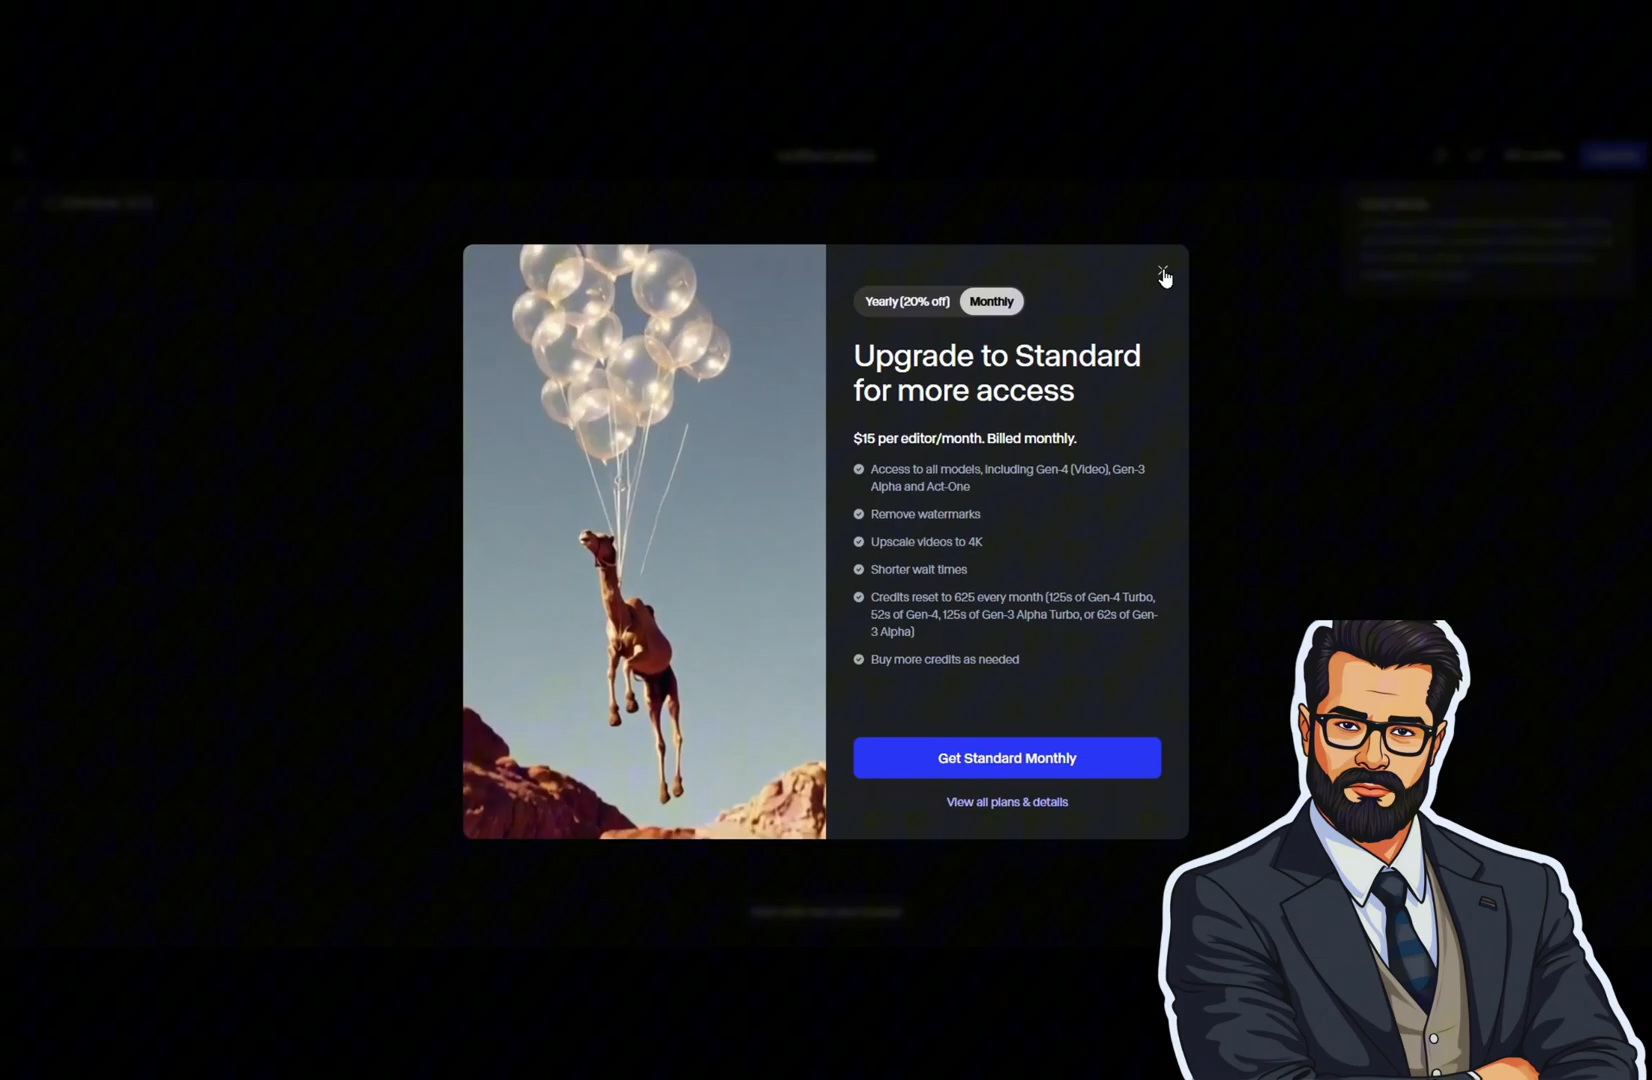 Yearly (20% off) Monthly
Upgrade to Standard
for more access
$15 per editor/month. Billed monthly.
Access to all models, including Gen-4 (Video), Gen-3
Alpha and Act-One
Remove watermarks
Upscale videos to 4K
Shorter wait times
Credits reset to 625 every month (125s of Gen-4 Turbo,
52s of Gen-4, 125s of Gen-3 Alpha Turbo, or 62s of Gen-
3 Alpha)
Buy more credits as needed
Get Standard Monthly
View all plans & details